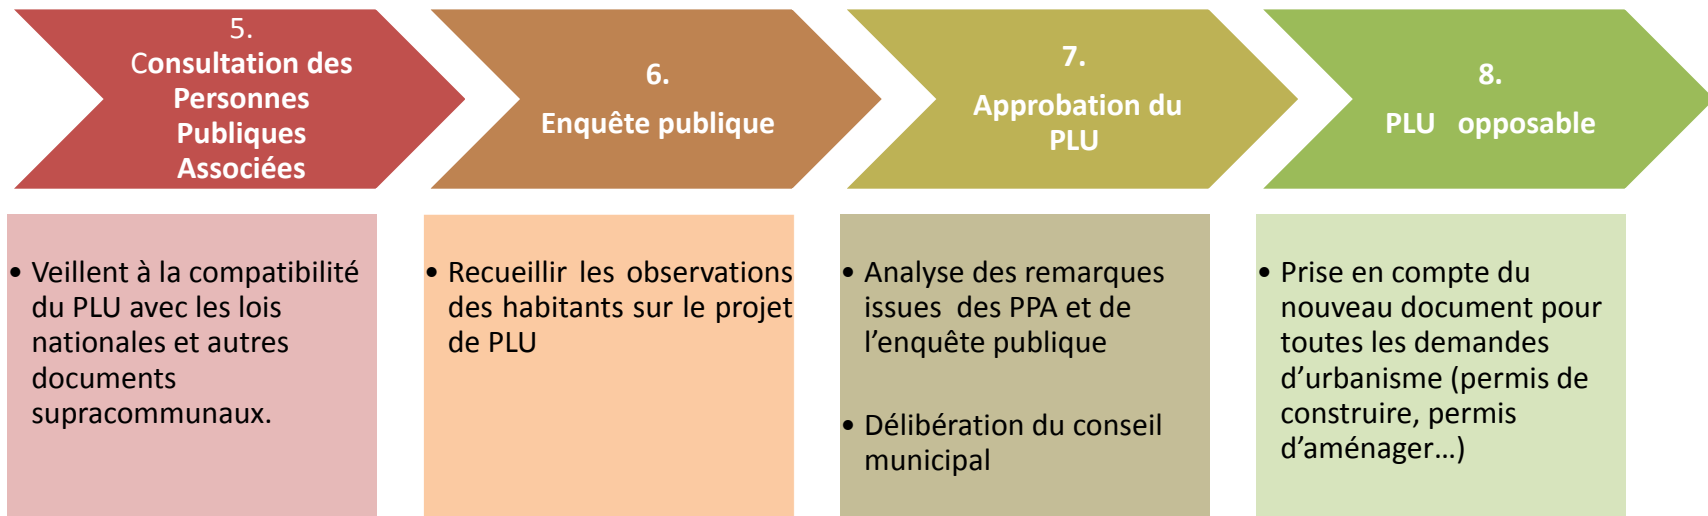 5.
Consultation des
Personnes
Publiques
Associées
6.
Enquête publique
7.
Approbation du
PLU
8.
PLU opposable
• Veillent à la compatibilité
du PLU avec les lois
nationales et autres
documents
supracommunaux.
• Recueillir les observations
des habitants sur le projet
de PLU
• Analyse des remarques
issues des PPA et de
l’enquête publique
• Délibération du conseil
municipal
• Prise en compte du
nouveau document pour
toutes les demandes
d’urbanisme (permis de
construire, permis
d’aménager…)